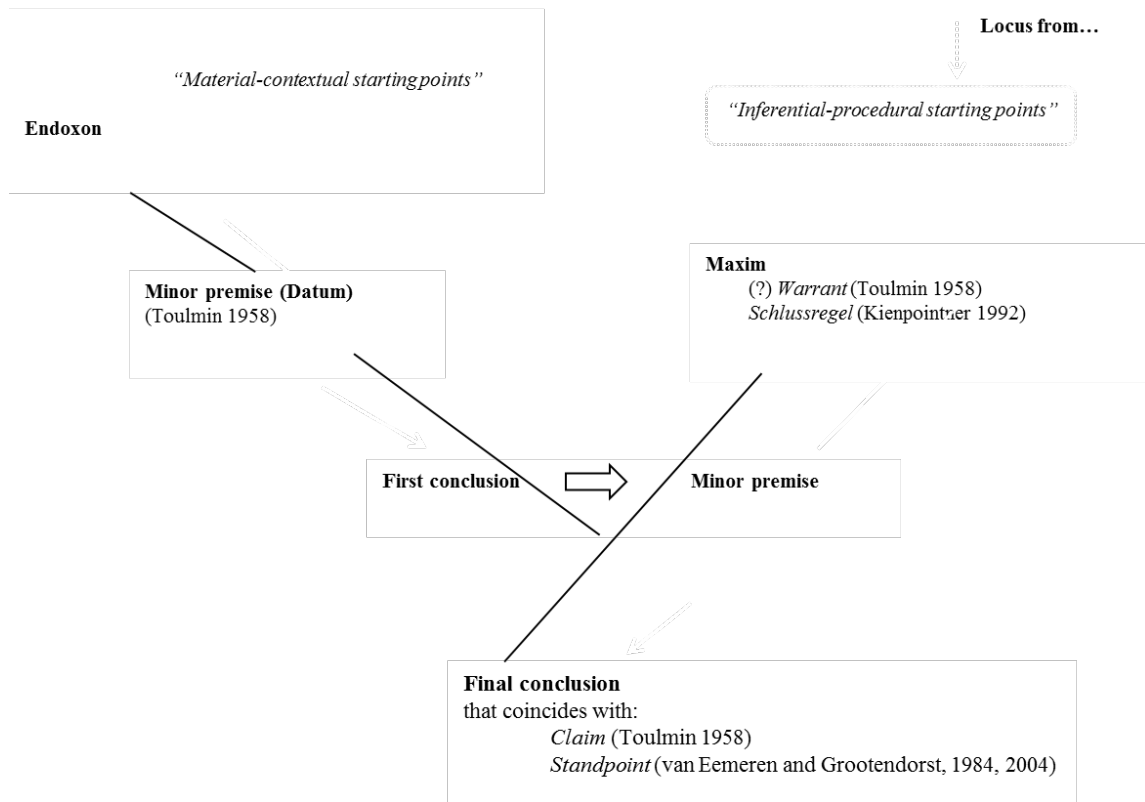 Locus from…
“Material-contextual starting points”
“Inferential-procedural starting points”
Endoxon
Maxim
(?) Warrant (Toulmin 1958)
Schlussregel (Kienpointner 1992)
Minor premise (Datum)
(Toulmin 1958)
First conclusion
Minor premise
Final conclusion
that coincides with:
Claim (Toulmin 1958)
Standpoint (van Eemeren and Grootendorst, 1984, 2004)